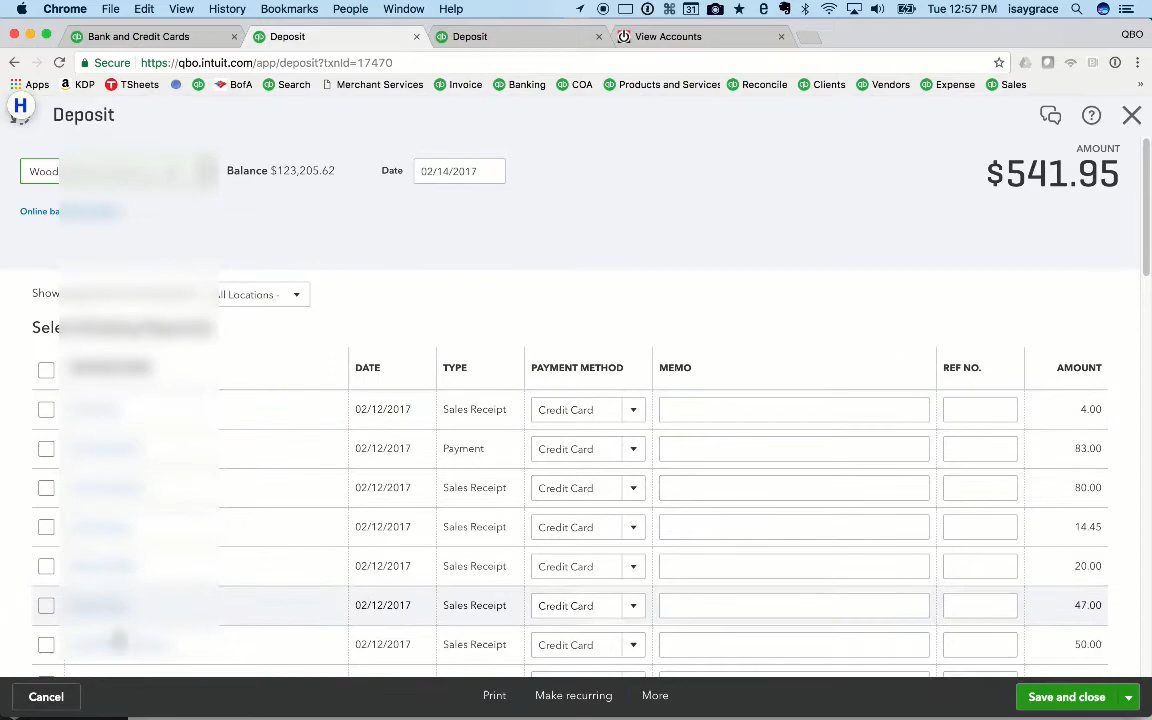 Chrome File Edit View History Bookmarks People Window Help 31 Tue 12:57 PM isaygrace
Bank and Credit Cards × Deposit × Deposit × View Accounts × QBO
Secure https://qbo.intuit.com/app/deposit?txnId=17470
Apps KDP TSheets BofA Search Merchant Services Invoice Banking COA Products and Services Reconcile Clients Vendors Expense Sales »
H Deposit
AMOUNT
Wood Balance $123,205.62 Date 02/14/2017 $541.95
Online ba
Show ll Locations -
Sele
DATE TYPE PAYMENT METHOD MEMO REF NO. AMOUNT
02/12/2017 Sales Receipt Credit Card 4.00
02/12/2017 Payment Credit Card 83.00
02/12/2017 Sales Receipt Credit Card 80.00
02/12/2017 Sales Receipt Credit Card 14.45
02/12/2017 Sales Receipt Credit Card 20.00
02/12/2017 Sales Receipt Credit Card 47.00
02/12/2017 Sales Receipt Credit Card 50.00
Cancel Print Make recurring More Save and close